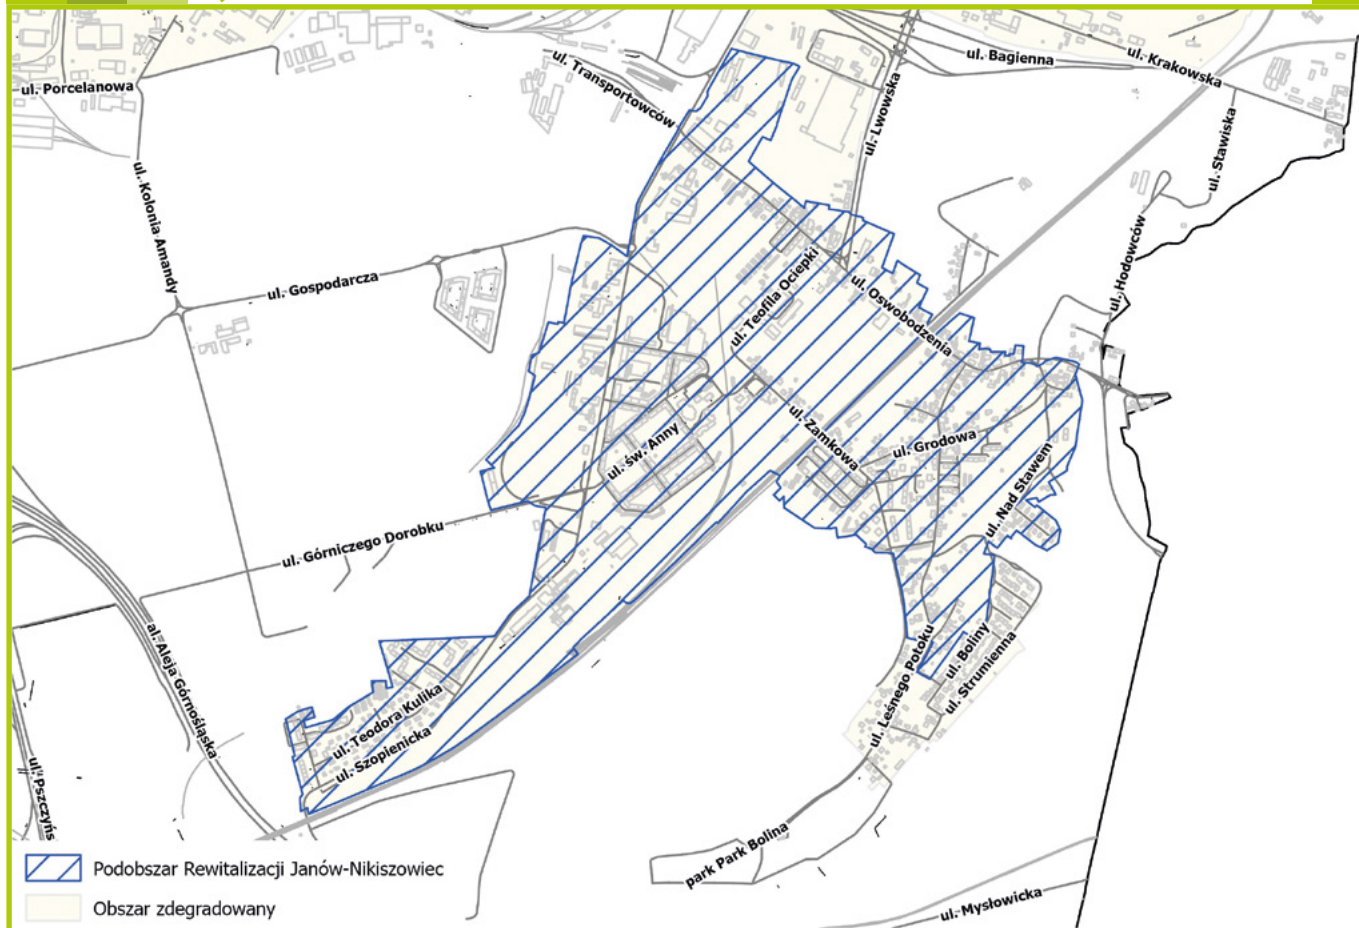 ul. Bagienna
ul. Krakowska
ul. Porcelanowa
ul. Transportowców
ul. Lwowska
ul. Stawiska
ul. Kolonia Amandy
ul. Hodowców
ul. Gospodarcza
ul. Teofila Ociepki
ul. Oswobodzenia
ul. Zamkowa
ul. św. Anny
ul. Grodowa
ul. Nad Stawem
ul. Górniczego Dorobku
al. Aleja Górnośląska
ul. Boliny
ul. Strumienna
ul. Leśnego Potoku
ul. Teodora Kulika
ul. Szopienicka
ul. Pszczyńs
park Park Bolina
ul. Mysłowicka
Podobszar Rewitalizacji Janów-Nikiszowiec
Obszar zdegradowany